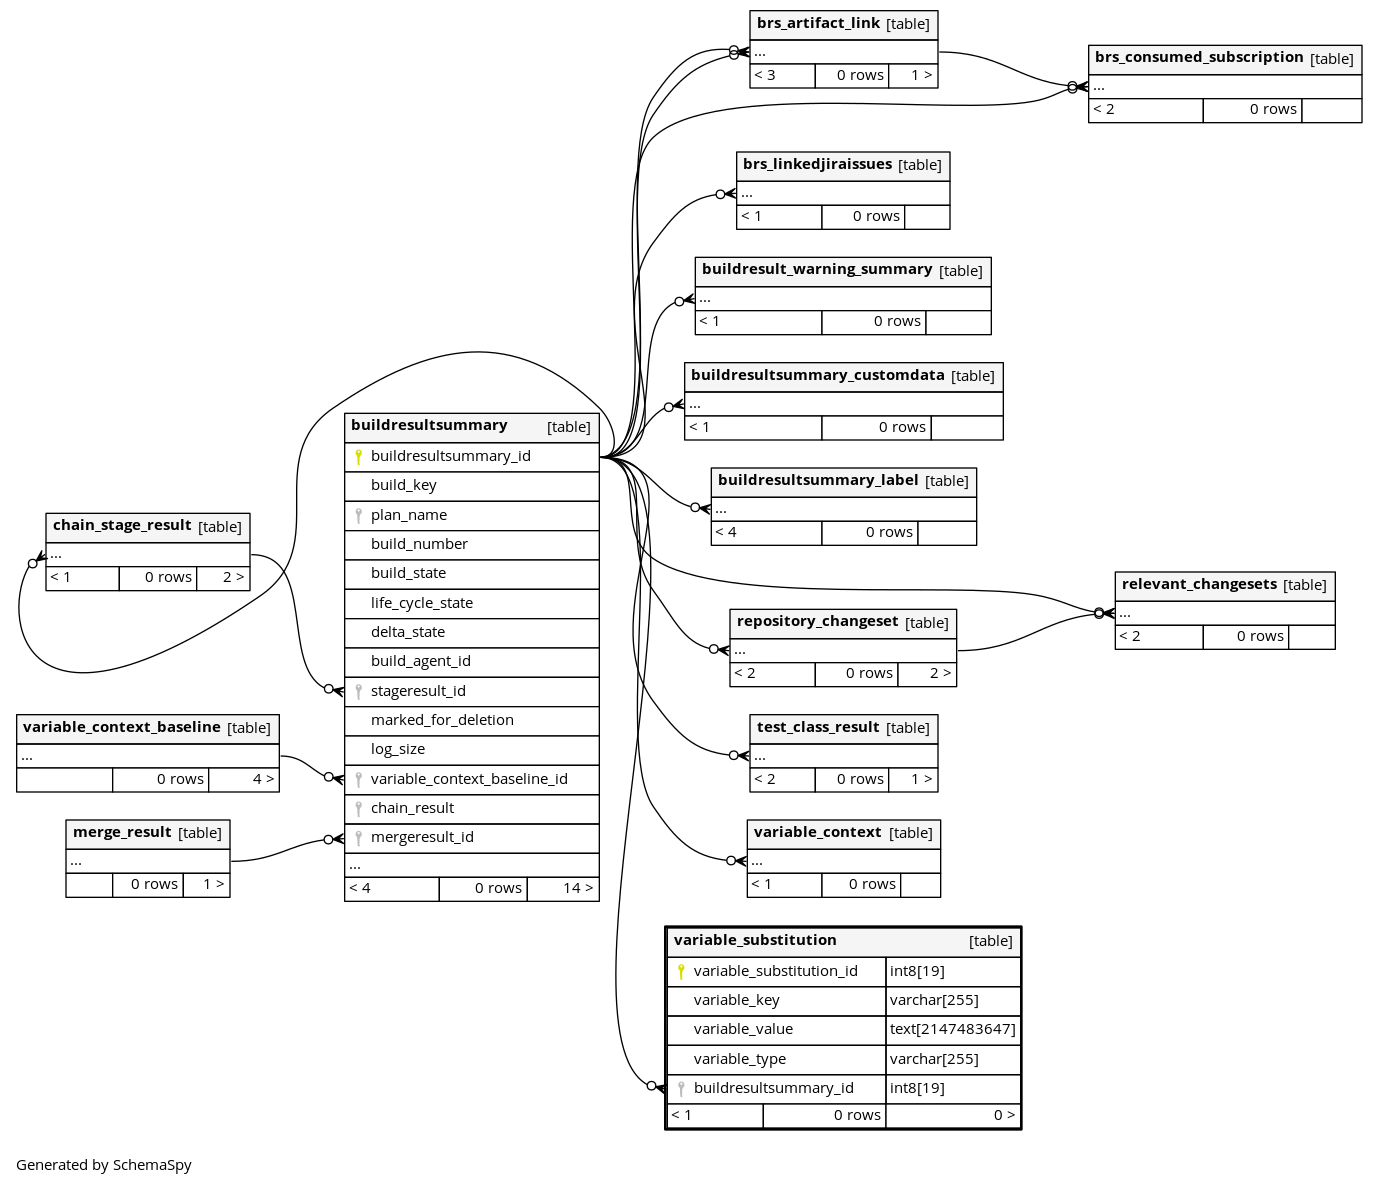 brs_artifact_link [table]
...
< 3 0 rows 1 >
brs_consumed_subscription [table]
...
< 2 0 rows
brs_linkedjiraissues [table]
...
< 1 0 rows
buildresult_warning_summary [table]
...
< 1 0 rows
buildresultsummary_customdata [table]
...
< 1 0 rows
buildresultsummary [table]
buildresultsummary_id
build_key
plan_name
build_number
build_state
life_cycle_state
delta_state
build_agent_id
stageresult_id
marked_for_deletion
log_size
variable_context_baseline_id
chain_result
mergeresult_id
...
< 4 0 rows 14 >
buildresultsummary_label [table]
...
< 4 0 rows
chain_stage_result [table]
...
< 1 0 rows 2 >
relevant_changesets [table]
...
< 2 0 rows
repository_changeset [table]
...
< 2 0 rows 2 >
variable_context_baseline [table]
...
0 rows 4 >
test_class_result [table]
...
< 2 0 rows 1 >
merge_result [table]
...
0 rows 1 >
variable_context [table]
...
< 1 0 rows
variable_substitution [table]
variable_substitution_id int8[19]
variable_key varchar[255]
variable_value text[2147483647]
variable_type varchar[255]
buildresultsummary_id int8[19]
< 1 0 rows 0 >
Generated by SchemaSpy